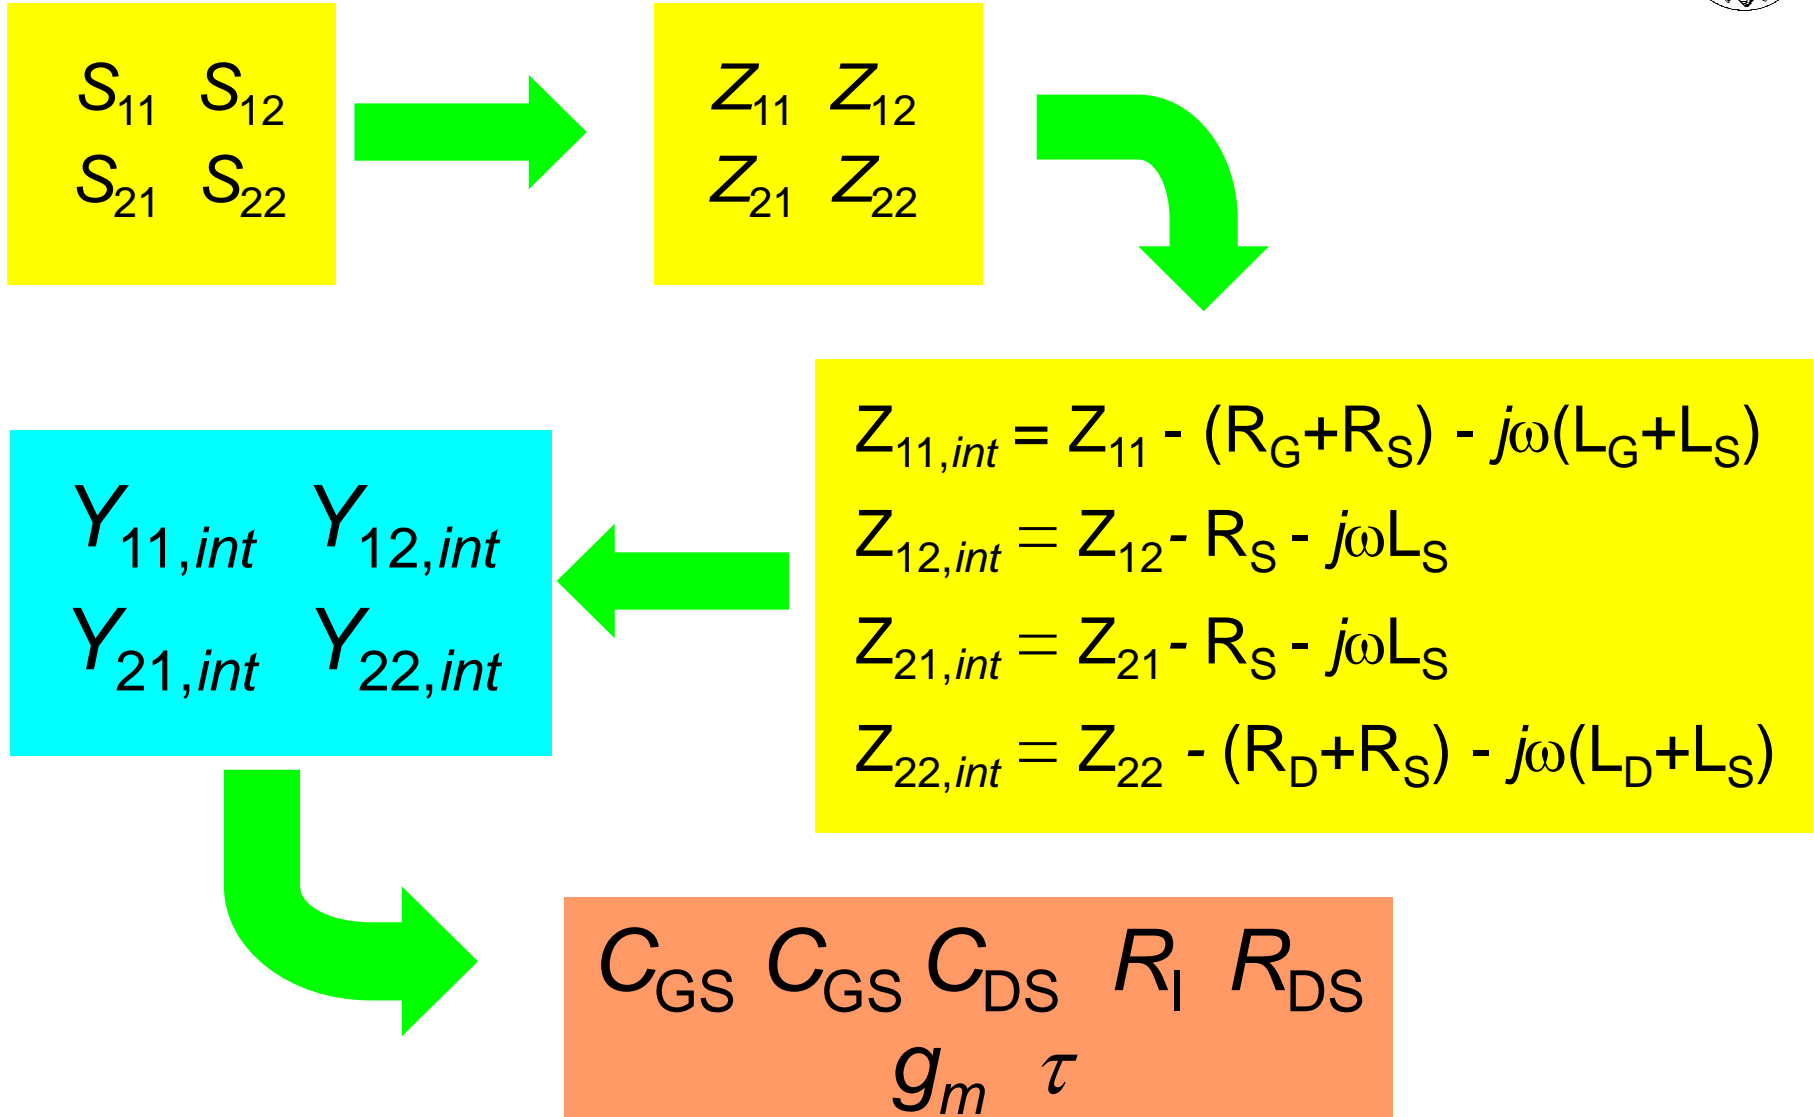 S11 S12
S21 S22
Z11 Z12
Z21 Z22
Z11,int = Z11 - (RG+RS) - jω(LG+LS)
Z12,int = Z12 - RS - jωLS
Z21,int = Z21 - RS - jωLS
Z22,int = Z22 - (RD+RS) - jω(LD+LS)
Y11,int Y12,int
Y21,int Y22,int
CGS CGS CDS RI RDS
gm τ